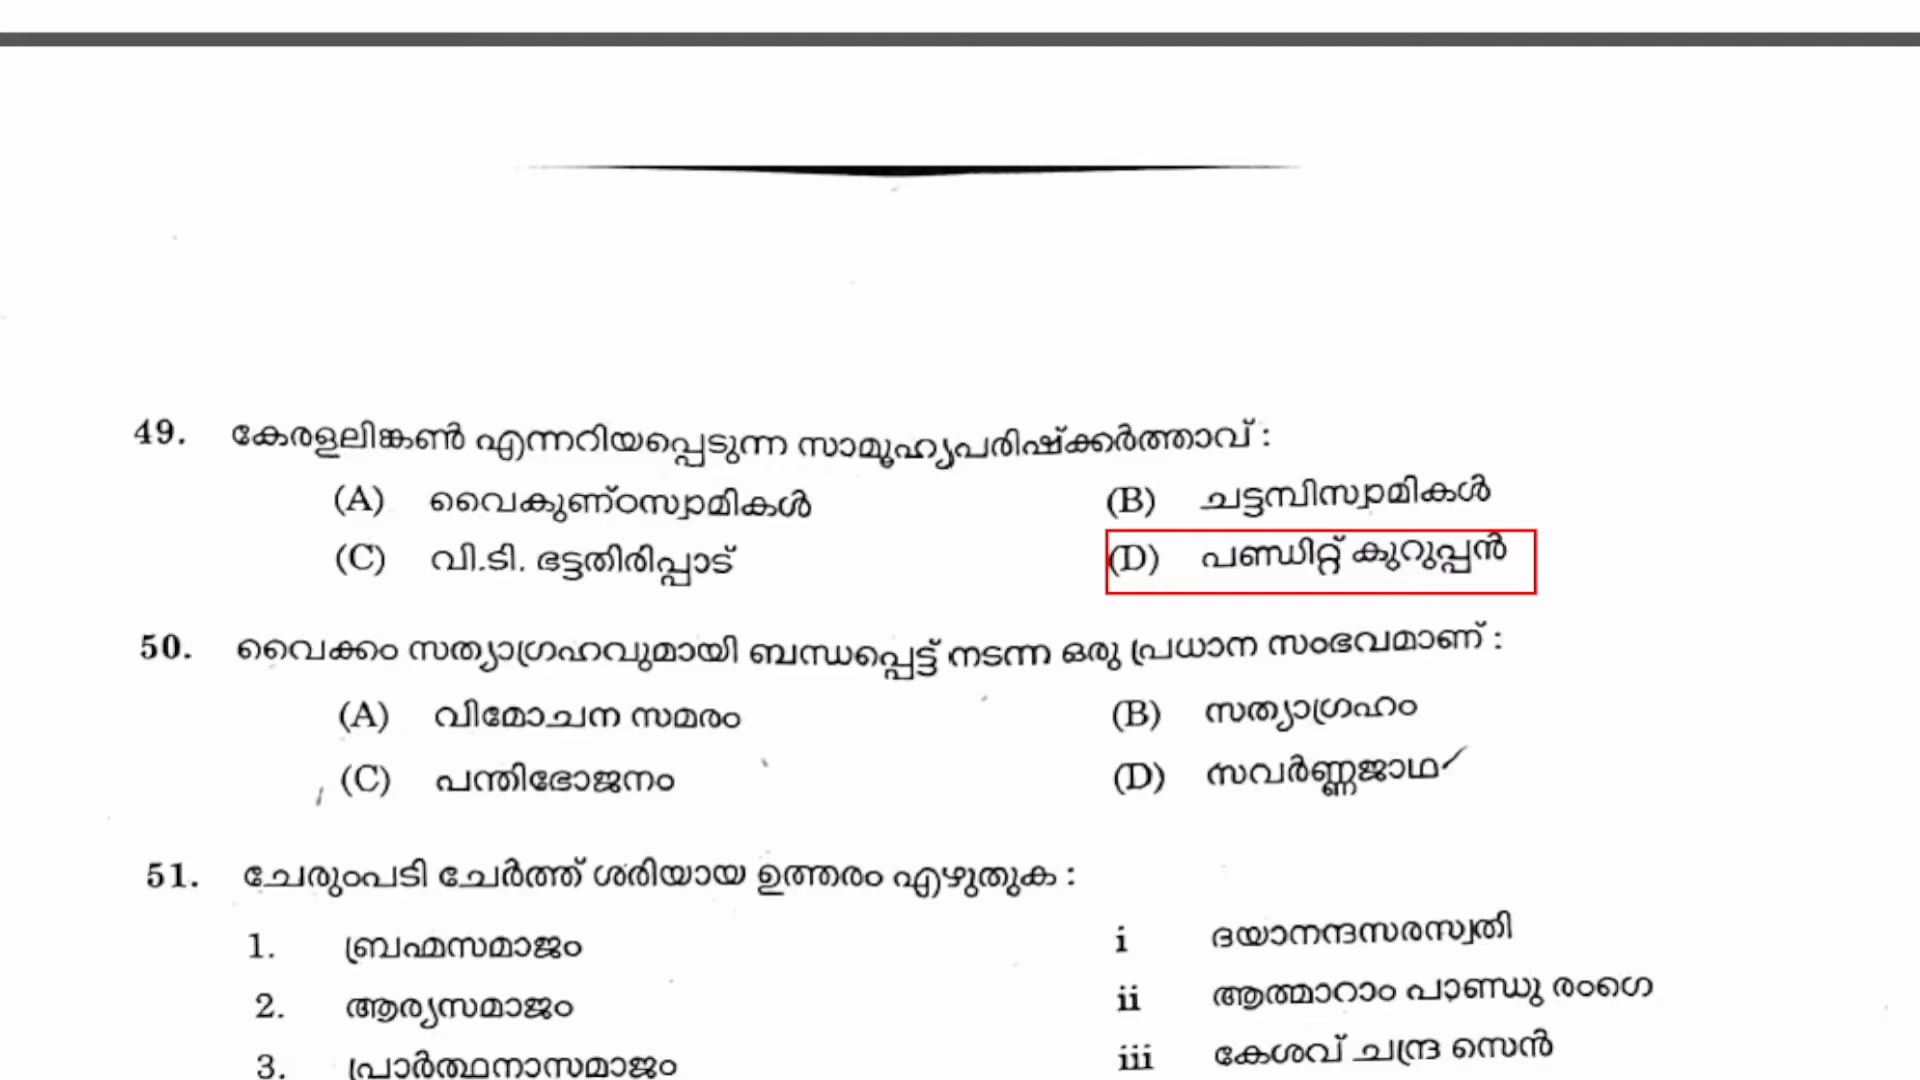 49. കേരളലിങ്കൺ എന്നറിയപ്പെടുന്ന സാമൂഹ്യപരിഷ്ക്കർത്താവ് :
(A) വൈകുണ്ഠസ്വാമികൾ (B) ചട്ടമ്പിസ്വാമികൾ
(C) വി.ടി. ഭട്ടതിരിപ്പാട് (D) പണ്ഡിറ്റ് കുറുപ്പൻ
50. വൈക്കം സത്യാഗ്രഹവുമായി ബന്ധപ്പെട്ട് നടന്ന ഒരു പ്രധാന സംഭവമാണ് :
(A) വിമോചന സമരം (B) സത്യാഗ്രഹം
(C) പന്തിഭോജനം (D) സവർണ്ണജാഥ
51. ചേരുംപടി ചേർത്ത് ശരിയായ ഉത്തരം എഴുതുക :
1. ബ്രഹ്മസമാജം i ദയാനന്ദസരസ്വതി
2. ആര്യസമാജം ii ആത്മാറാം പാണ്ഡു രംഗെ
3. പ്രാർത്ഥനാസമാജം iii കേശവ് ചന്ദ്ര സെൻ